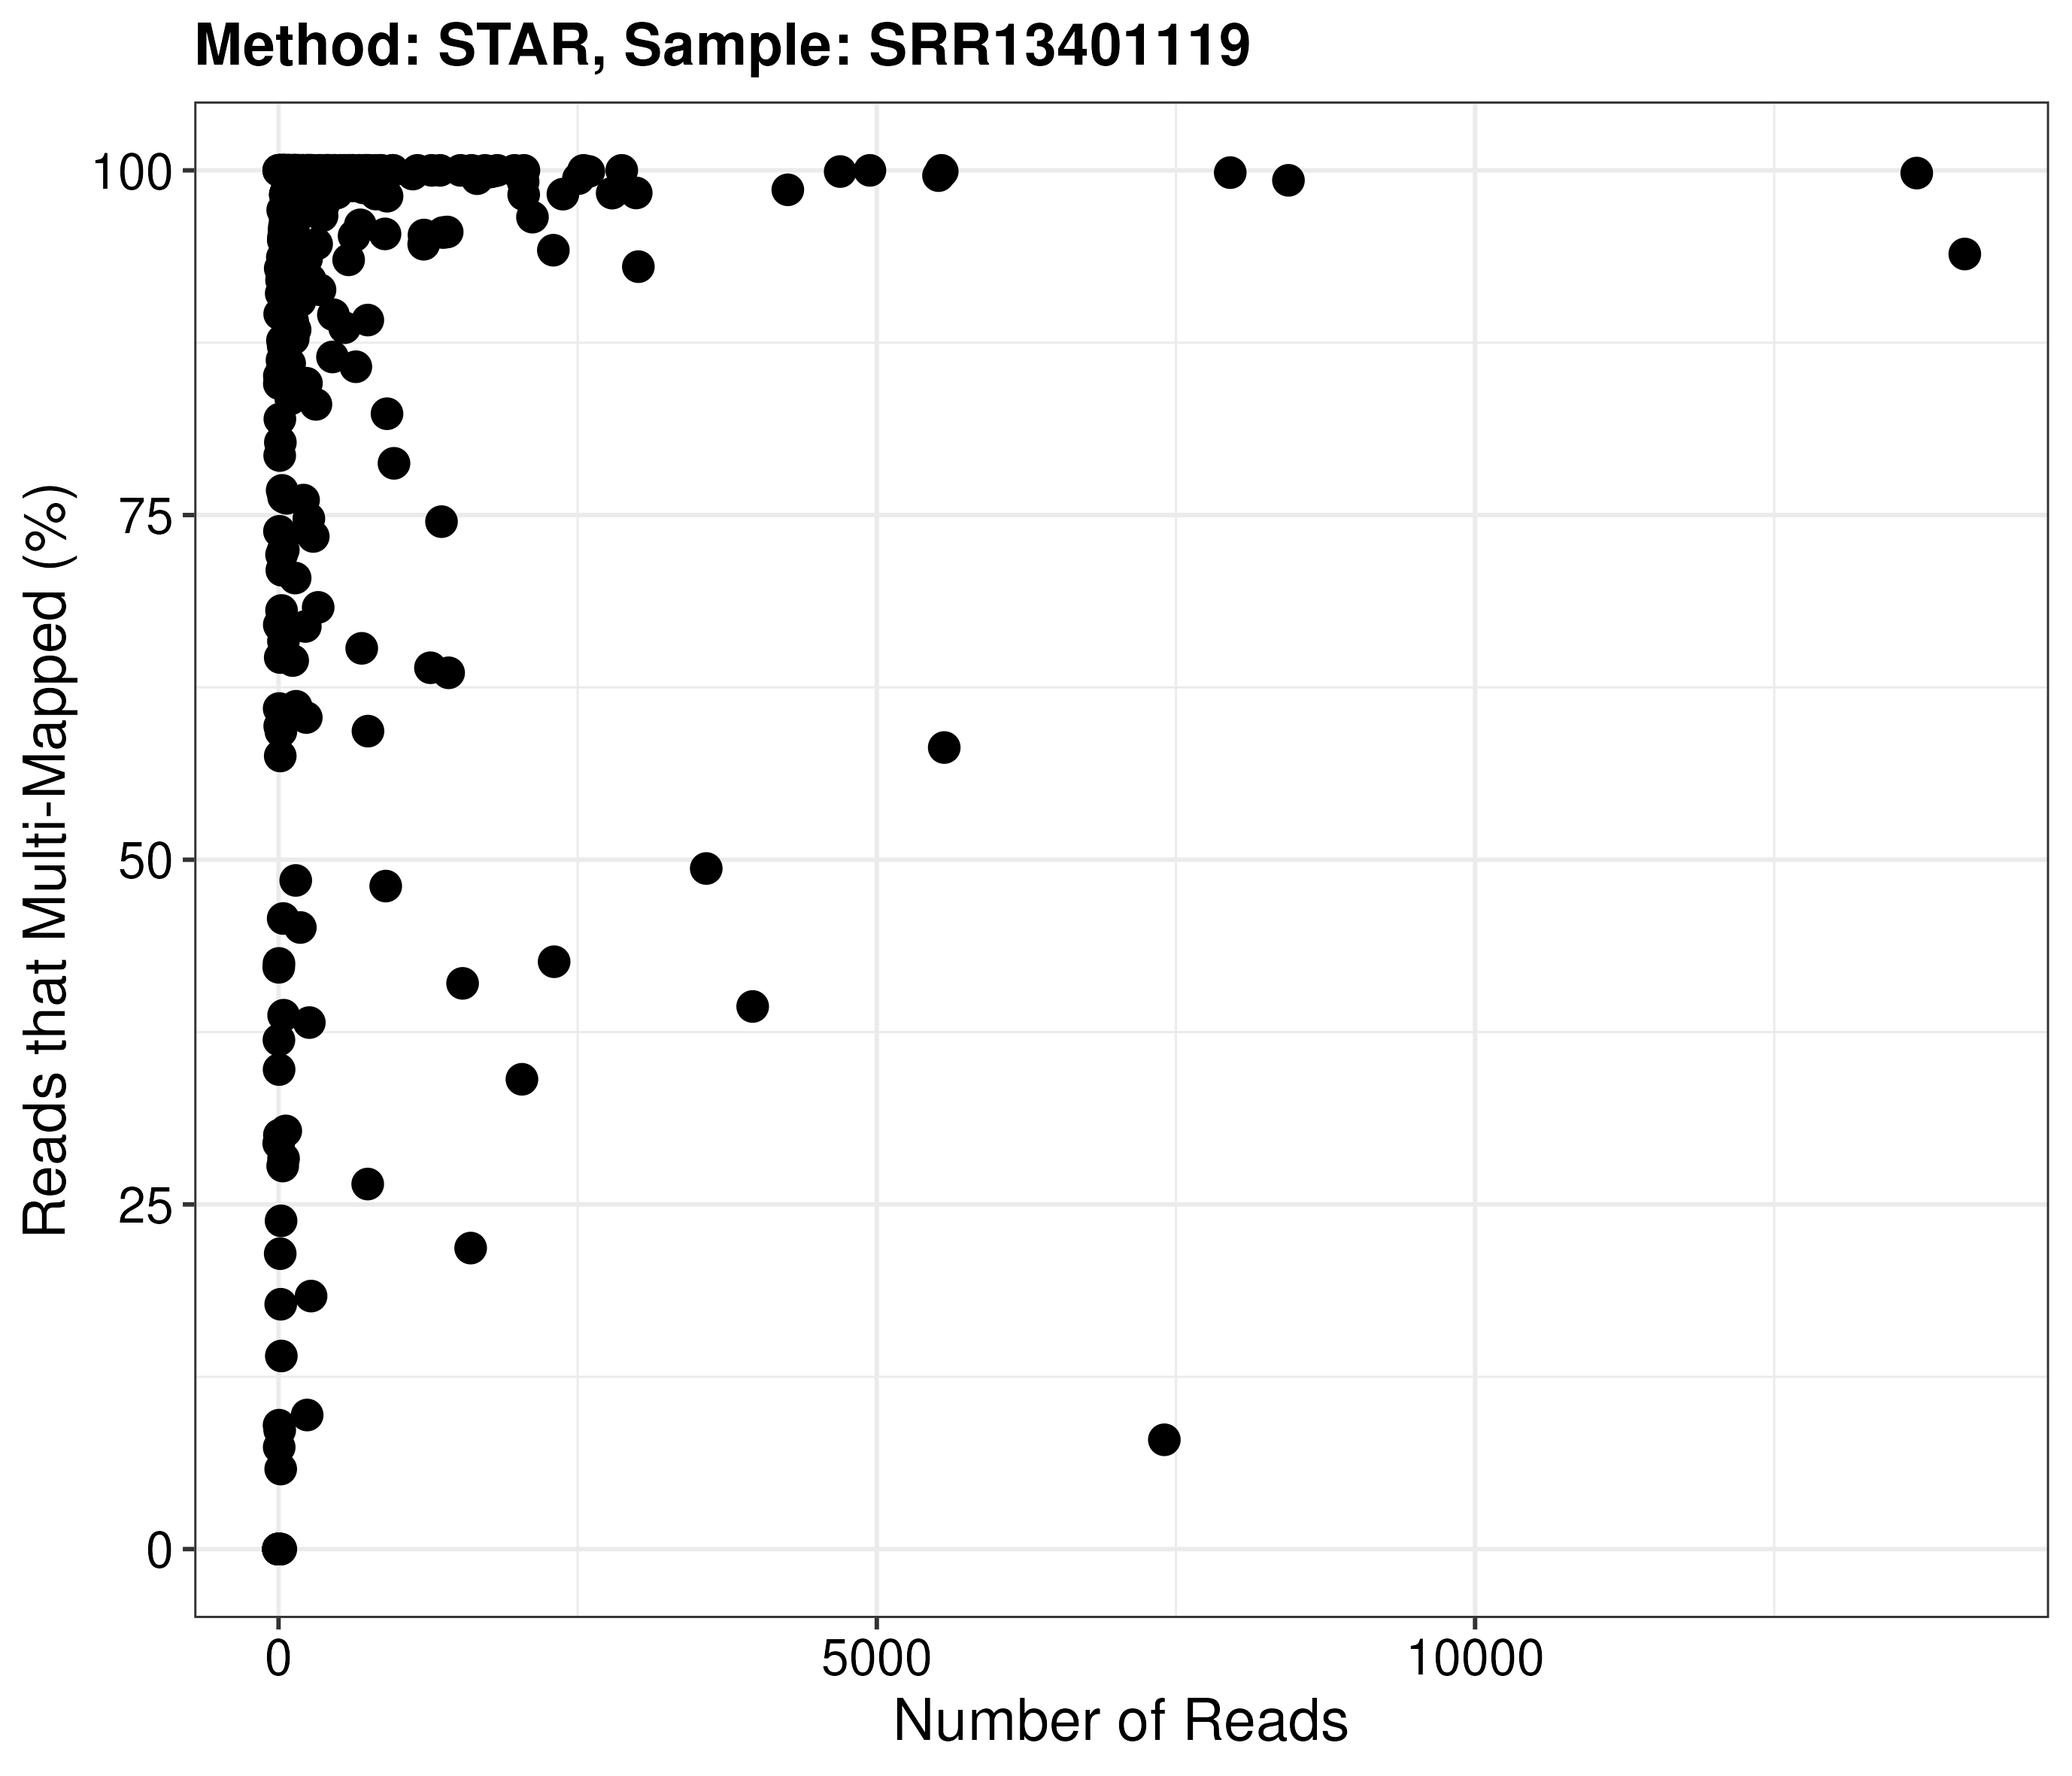 Method: STAR, Sample: SRR13401119
Reads that Multi-Mapped (%)
100
75
50
25
0
0
5000
10000
Number of Reads